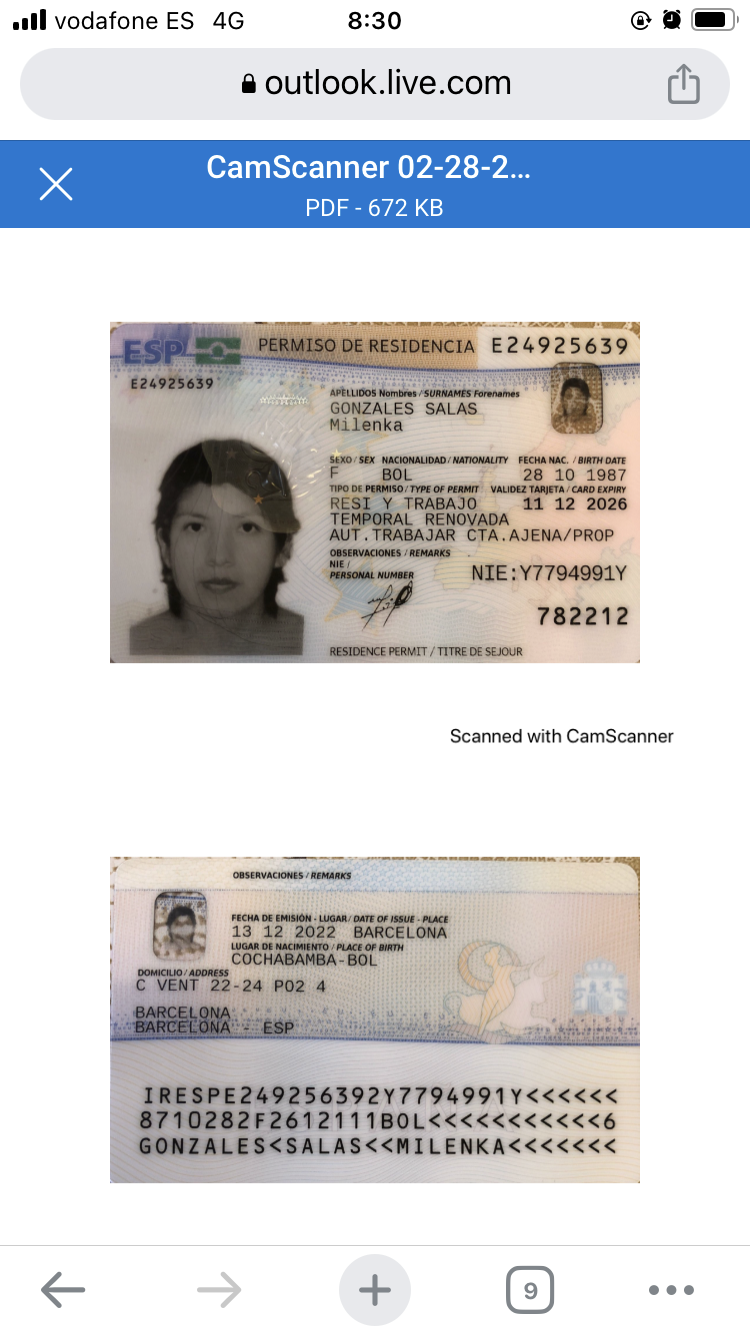 vodafone ES 4G 8:30
outlook.live.com
CamScanner 02-28-2...
PDF - 672 KB
ESP PERMISO DE RESIDENCIA E24925639
E24925639
APELLIDOS Nombres / SURNAMES Forenames
GONZALES SALAS
Milenka
SEXO / SEX NACIONALIDAD / NATIONALITY FECHA NAC. / BIRTH DATE
F BOL 28 10 1987
TIPO DE PERMISO / TYPE OF PERMIT VALIDEZ TARJETA / CARD EXPIRY
RESI Y TRABAJO 11 12 2026
TEMPORAL RENOVADA
AUT.TRABAJAR CTA.AJENA/PROP
OBSERVACIONES / REMARKS
NIE /
PERSONAL NUMBER NIE:Y7794991Y
782212
RESIDENCE PERMIT / TITRE DE SEJOUR
Scanned with CamScanner
OBSERVACIONES / REMARKS
FECHA DE EMISIÓN - LUGAR / DATE OF ISSUE - PLACE
13 12 2022 BARCELONA
LUGAR DE NACIMIENTO / PLACE OF BIRTH
COCHABAMBA-BOL
DOMICILIO / ADDRESS
C VENT 22-24 P02 4
BARCELONA
BARCELONA - ESP
IRESPE249256392Y7794991Y<<<<<<
8710282F2612111BOL<<<<<<<<<<<6
GONZALES<SALAS<<MILENKA<<<<<<<
9